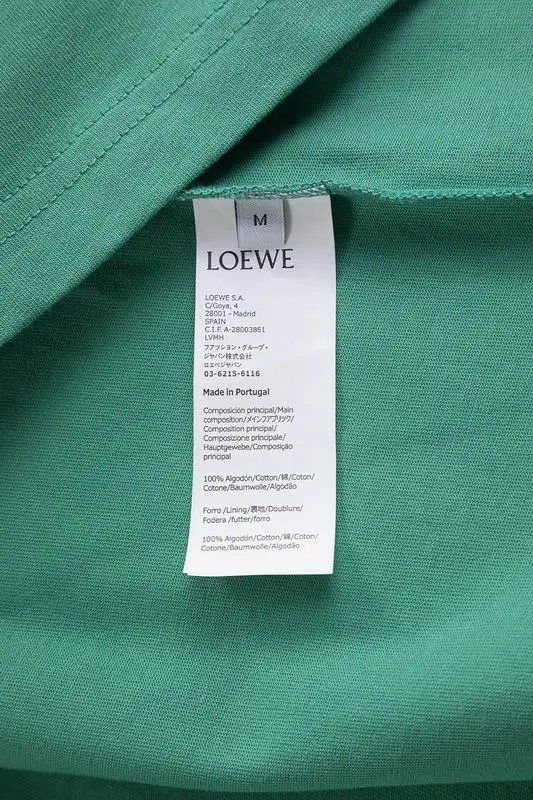 M
LOEWE
LOEWE S.A.
C/Goya, 4
28001 - Madrid
SPAIN
C.I.F. A-28003861
LVMH
フアツション・グループ・
ジャパン株式会社
ロエベジャパン
03-6215-6116
Made in Portugal
Composición principal/Main
composition/メインフアブリック/
Composition principal/
Composizione principale/
Hauptgewebe/Composição
principal
100% Algodón/Cotton/綿/Coton/
Cotone/Baumwolle/Algodão
Forro/Lining/裏地/Doublure/
Fodera /futter/forro
100% Algodón/Cotton/綿/Coton/
Cotone/Baumwolle/Algodão